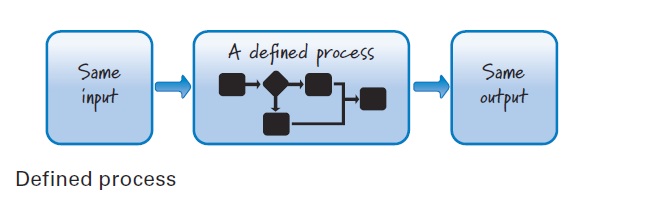 Same
input
A defined process
Same
output
Defined process